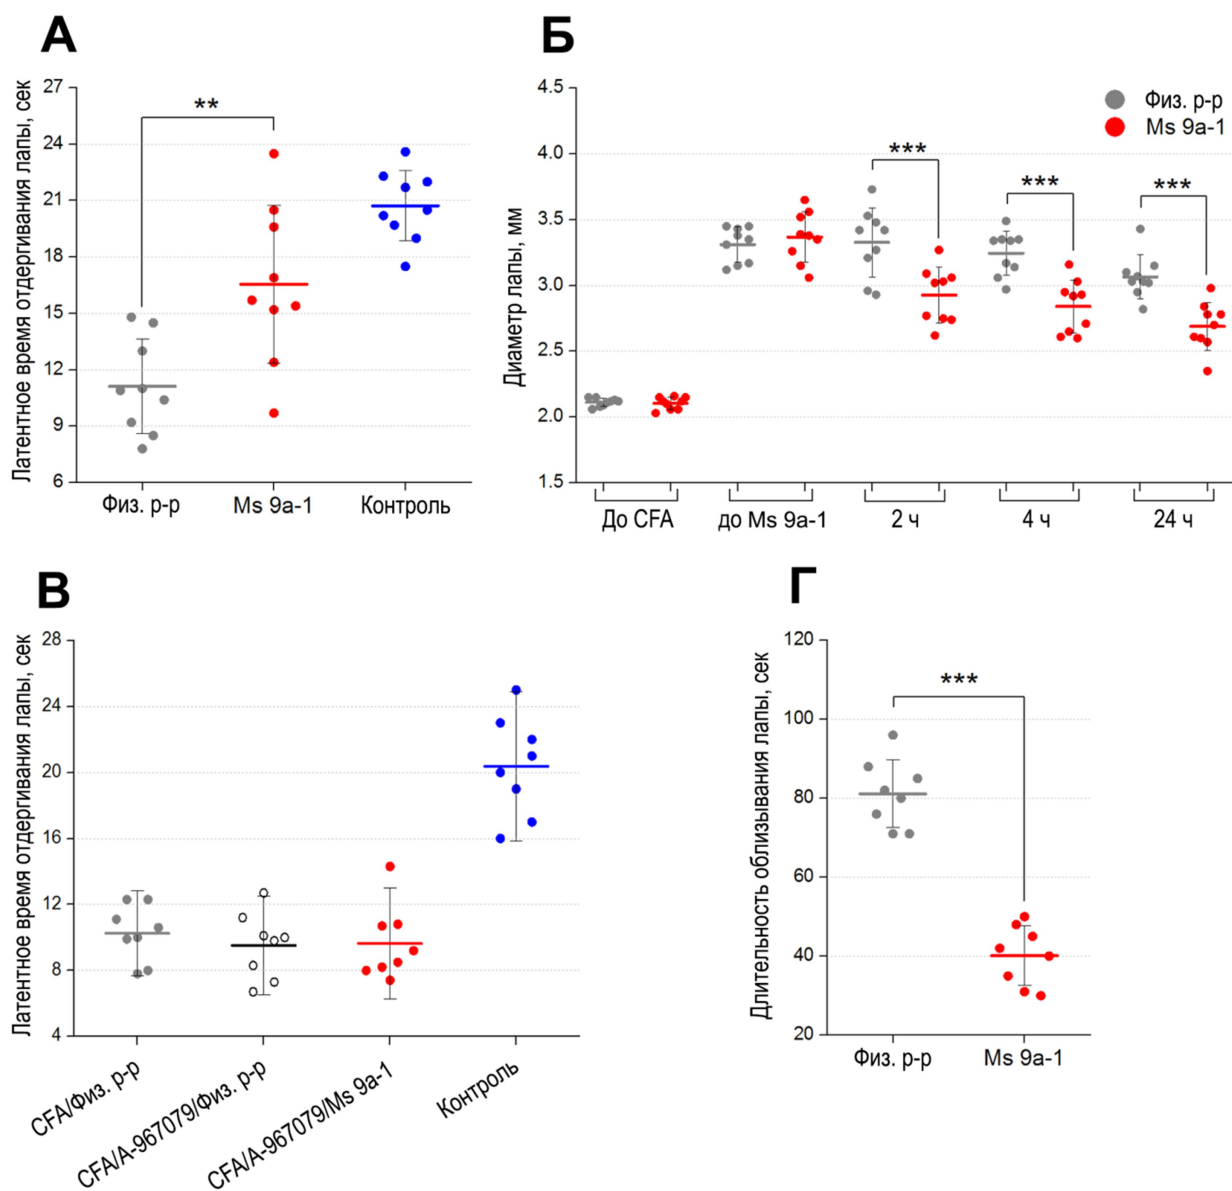 А
Латентное время отдергивания лапы, сек
27
24
21
18
15
12
9
6
**
Физ. р-р
Ms 9a-1
Контроль
Б
Диаметр лапы, мм
4.5
4.0
3.5
3.0
2.5
2.0
1.5
Физ. р-р
Ms 9a-1
***
***
***
До CFA
до Ms 9a-1
2 ч
4 ч
24 ч
В
Латентное время отдергивания лапы, сек
28
24
20
16
12
8
4
CFA/Физ. р-р
CFA/A-967079/Физ. р-р
CFA/A-967079/Ms 9a-1
Контроль
Г
Длительность облизывания лапы, сек
120
100
80
60
40
20
***
Физ. р-р
Ms 9a-1